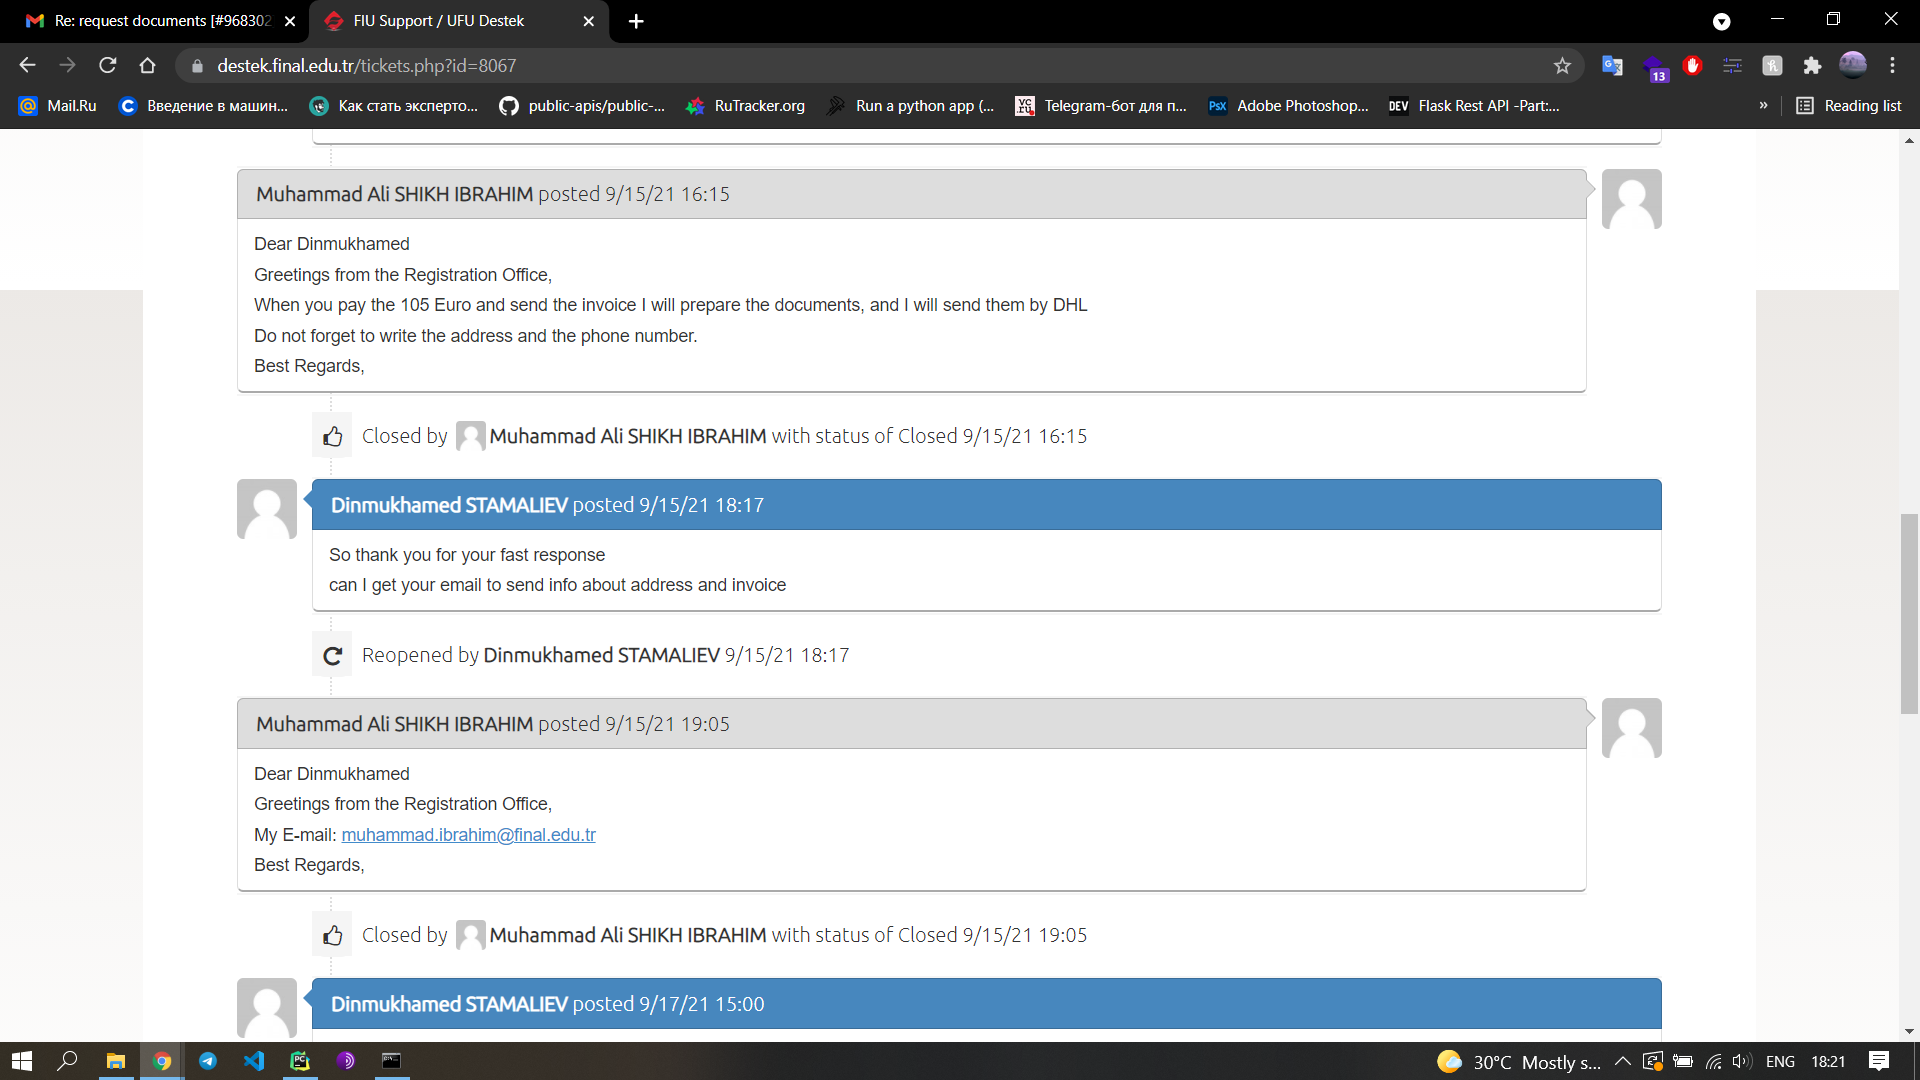 Re: request documents [#968302
FIU Support / UFU Destek
destek.final.edu.tr/tickets.php?id=8067
13
Mail.Ru
Введение в машин...
Как стать эксперто...
public-apis/public-...
RuTracker.org
Run a python app (...
Telegram-бот для п...
PSX
Adobe Photoshop...
DEV
Flask Rest API -Part:...
»
Reading list
Muhammad Ali SHIKH IBRAHIM posted 9/15/21 16:15
Dear Dinmukhamed
Greetings from the Registration Office,
When you pay the 105 Euro and send the invoice I will prepare the documents, and I will send them by DHL
Do not forget to write the address and the phone number.
Best Regards,
Closed by Muhammad Ali SHIKH IBRAHIM with status of Closed 9/15/21 16:15
Dinmukhamed STAMALIEV posted 9/15/21 18:17
So thank you for your fast response
can I get your email to send info about address and invoice
Reopened by Dinmukhamed STAMALIEV 9/15/21 18:17
Muhammad Ali SHIKH IBRAHIM posted 9/15/21 19:05
Dear Dinmukhamed
Greetings from the Registration Office,
My E-mail: muhammad.ibrahim@final.edu.tr
Best Regards,
Closed by Muhammad Ali SHIKH IBRAHIM with status of Closed 9/15/21 19:05
Dinmukhamed STAMALIEV posted 9/17/21 15:00
30°C Mostly s...
ENG
18:21